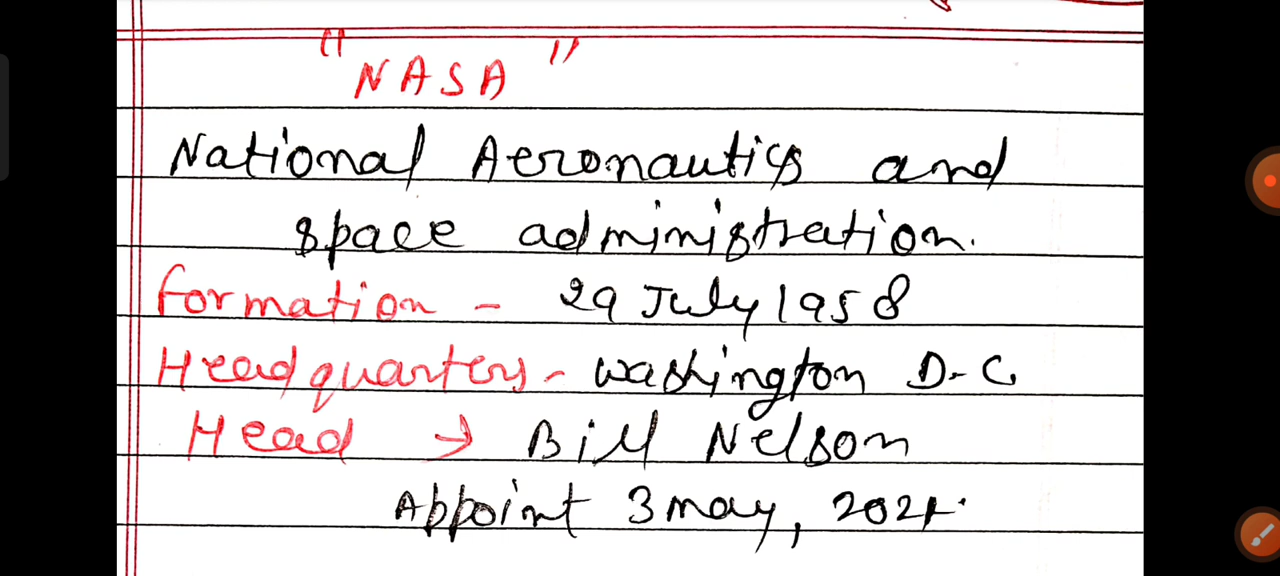 "NASA"
National Aeronautics and
space administration.
Formation - 29 July 1958
Headquarters - Washington D.C
Head → Bill Nelson
Appoint 3 may, 2021.